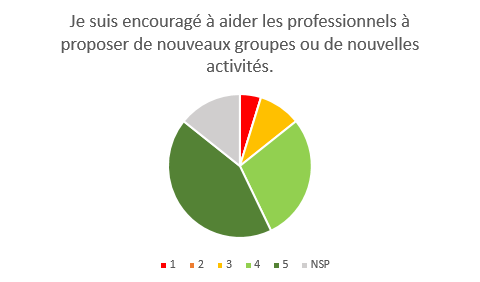 Je suis encouragé à aider les professionnels à
proposer de nouveaux groupes ou de nouvelles
activités.
1 2 3 4 5 NSP